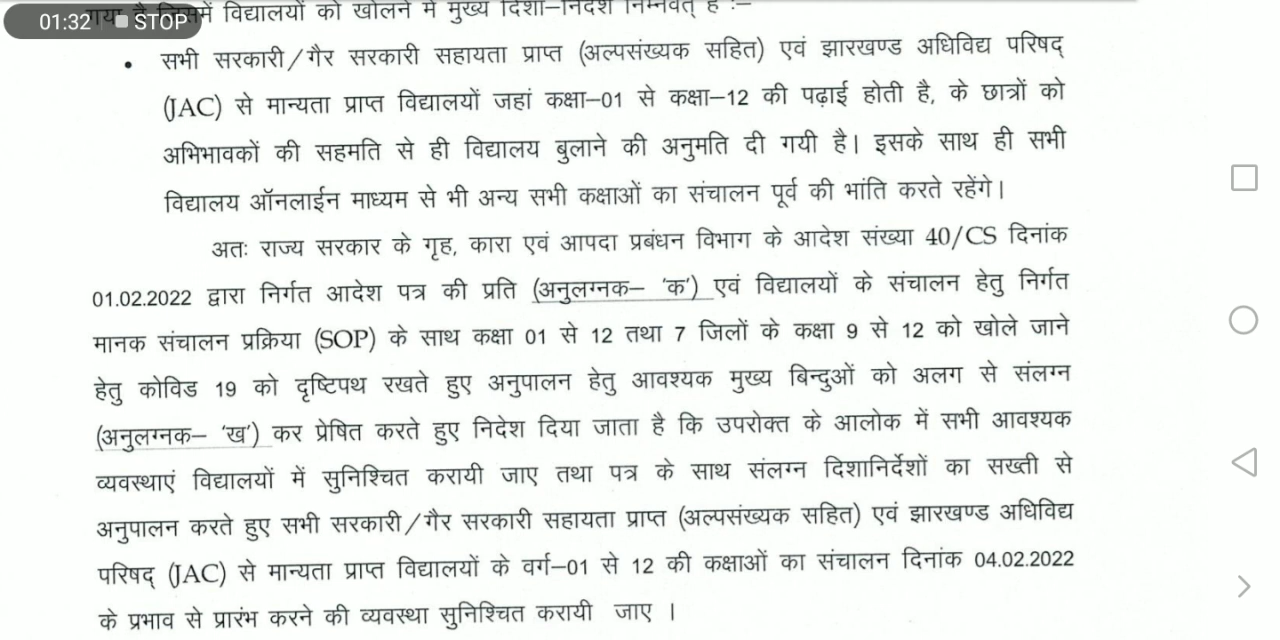 01:32 STOP
में विद्यालयों को खोलने में मुख्य दिशा–निदेश निम्नवत् है :–
• सभी सरकारी/गैर सरकारी सहायता प्राप्त (अल्पसंख्यक सहित) एवं झारखण्ड अधिविद्य परिषद्
(JAC) से मान्यता प्राप्त विद्यालयों जहां कक्षा–01 से कक्षा–12 की पढ़ाई होती है, के छात्रों को
अभिभावकों की सहमति से ही विद्यालय बुलाने की अनुमति दी गयी है। इसके साथ ही सभी
विद्यालय ऑनलाईन माध्यम से भी अन्य सभी कक्षाओं का संचालन पूर्व की भांति करते रहेंगे।
अतः राज्य सरकार के गृह, कारा एवं आपदा प्रबंधन विभाग के आदेश संख्या 40/CS दिनांक
01.02.2022 द्वारा निर्गत आदेश पत्र की प्रति (अनुलग्नक– ‘क’) एवं विद्यालयों के संचालन हेतु निर्गत
मानक संचालन प्रक्रिया (SOP) के साथ कक्षा 01 से 12 तथा 7 जिलों के कक्षा 9 से 12 को खोले जाने
हेतु कोविड 19 को दृष्टिपथ रखते हुए अनुपालन हेतु आवश्यक मुख्य बिन्दुओं को अलग से संलग्न
(अनुलग्नक– ‘ख’) कर प्रेषित करते हुए निदेश दिया जाता है कि उपरोक्त के आलोक में सभी आवश्यक
व्यवस्थाएं विद्यालयों में सुनिश्चित करायी जाए तथा पत्र के साथ संलग्न दिशानिर्देशों का सख्ती से
अनुपालन करते हुए सभी सरकारी/गैर सरकारी सहायता प्राप्त (अल्पसंख्यक सहित) एवं झारखण्ड अधिविद्य
परिषद् (JAC) से मान्यता प्राप्त विद्यालयों के वर्ग–01 से 12 की कक्षाओं का संचालन दिनांक 04.02.2022
के प्रभाव से प्रारंभ करने की व्यवस्था सुनिश्चित करायी जाए ।